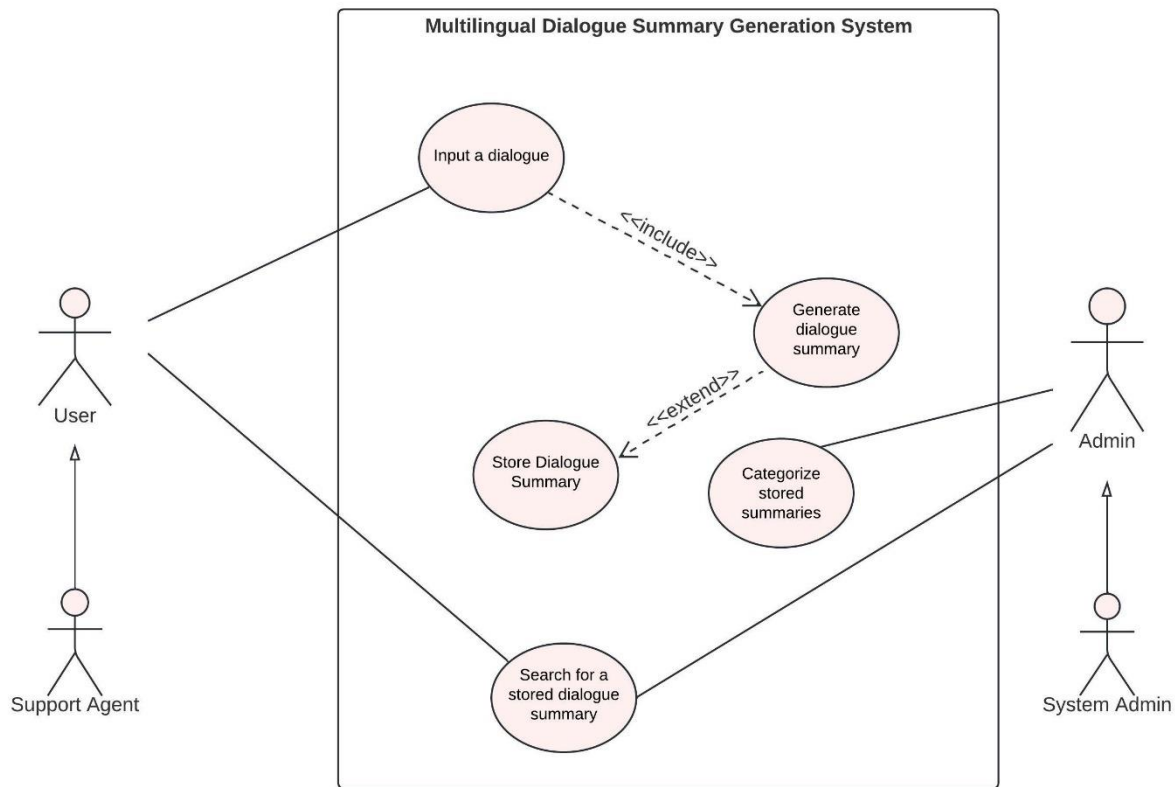 Multilingual Dialogue Summary Generation System
Input a dialogue
<<include>>
Generate
dialogue
summary
User
<<extend>>
Admin
Store Dialogue
Summary
Categorize
stored
summaries
Search for a
stored dialogue
summary
Support Agent
System Admin